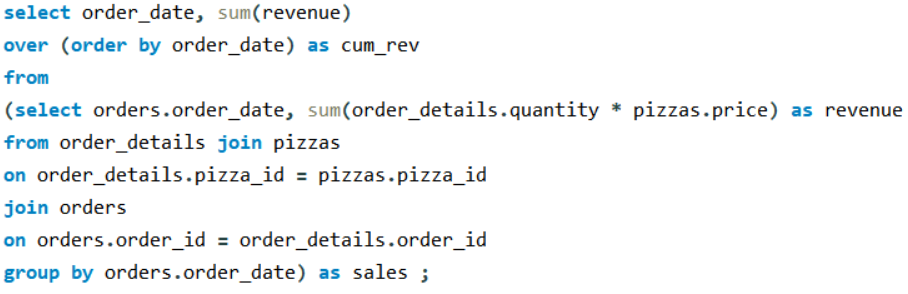 select order_date, sum(revenue)
over (order by order_date) as cum_rev
from
(select orders.order_date, sum(order_details.quantity * pizzas.price) as revenue
from order_details join pizzas
on order_details.pizza_id = pizzas.pizza_id
join orders
on orders.order_id = order_details.order_id
group by orders.order_date) as sales ;